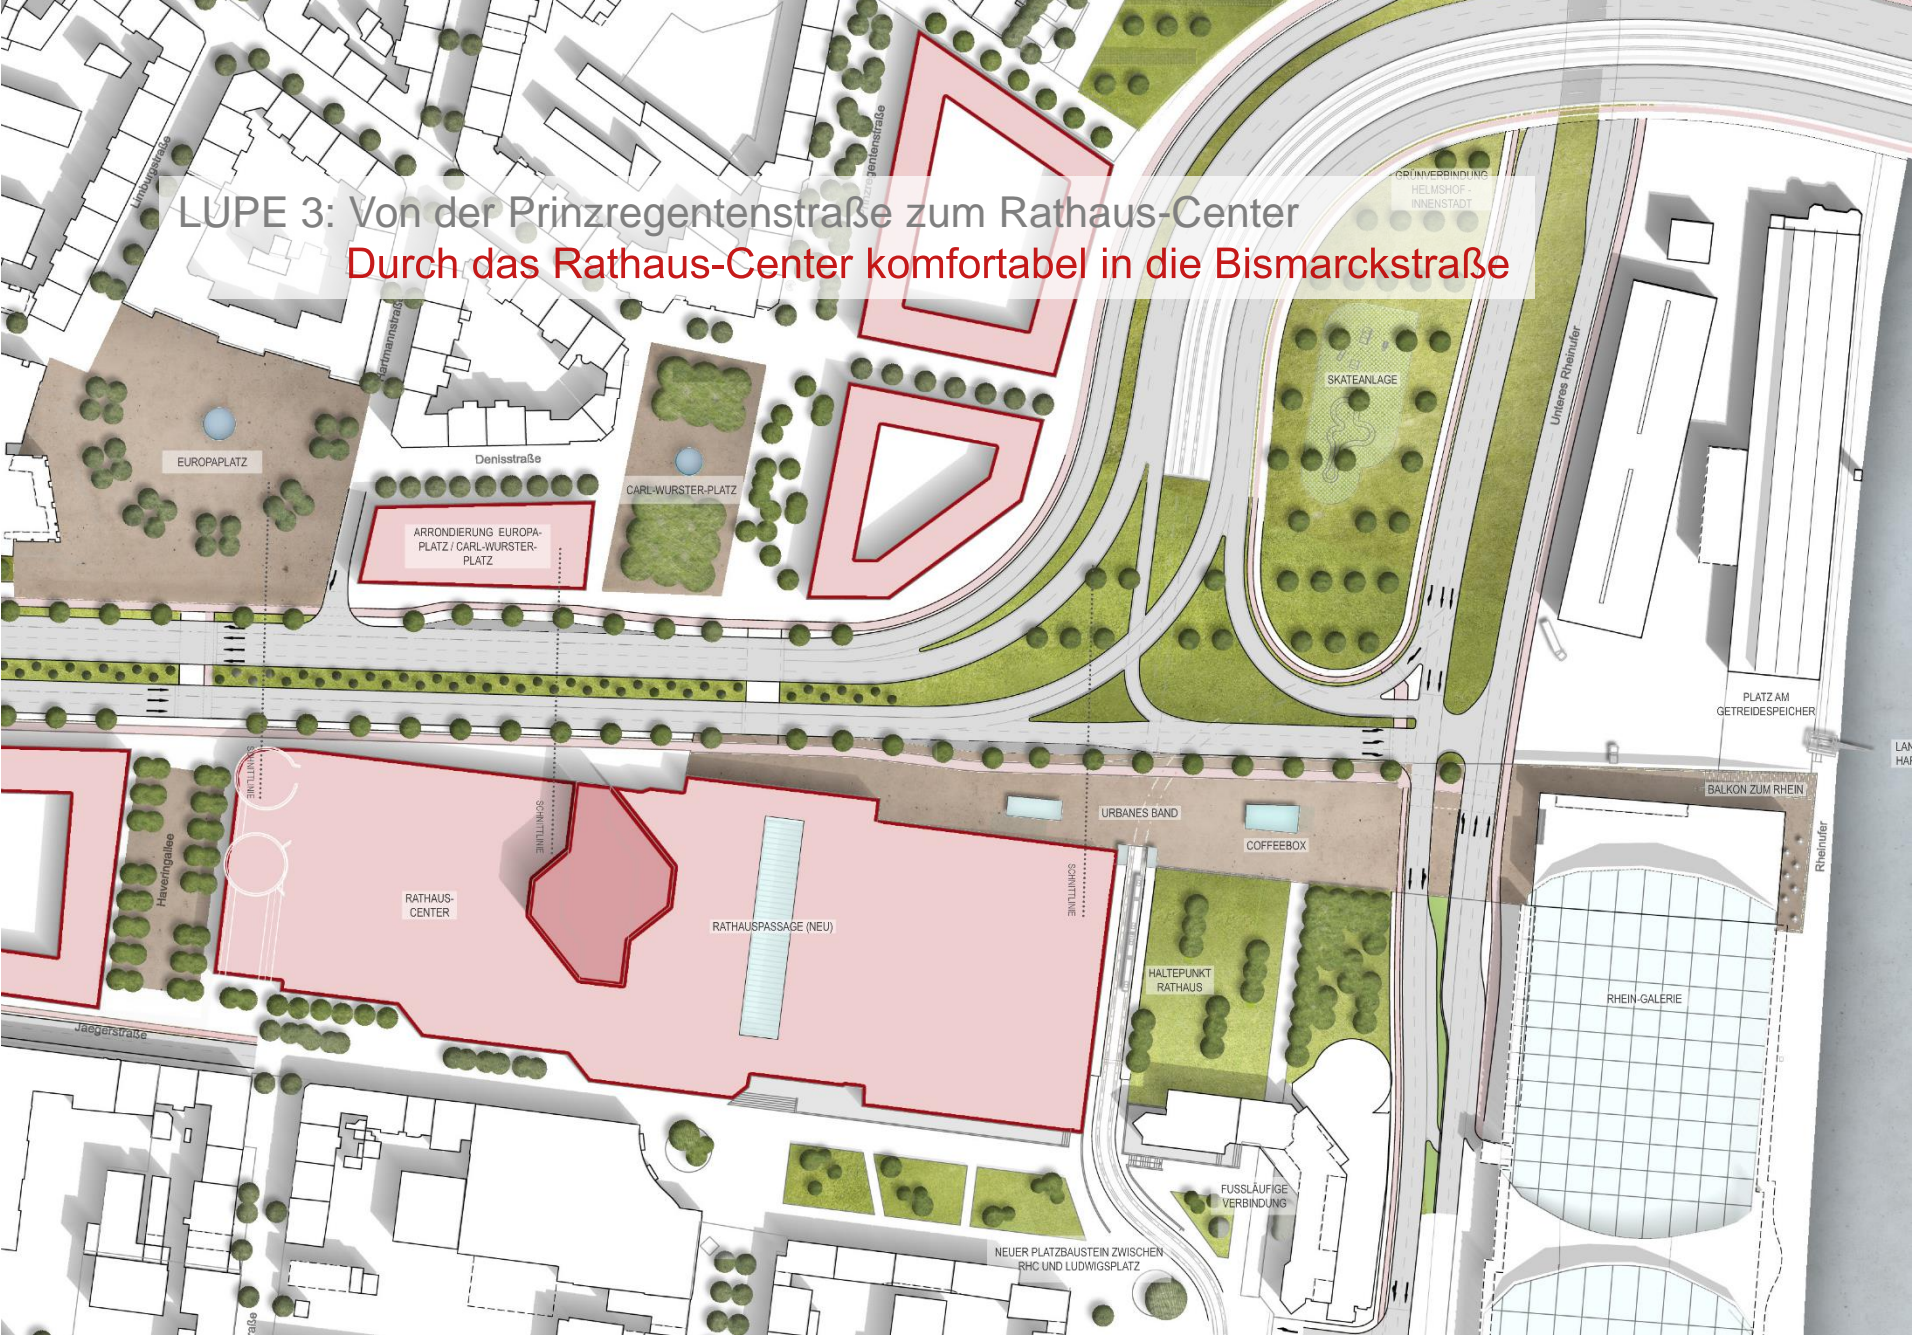 LUPE 3: Von der Prinzregentenstraße zum Rathaus-Center
Durch das Rathaus-Center komfortabel in die Bismarckstraße
Limburgstraße
Prinzregentenstraße
GRÜNVERBINDUNG
HELMSHOF -
INNENSTADT
Hartmannstraße
SKATEANLAGE
Unteres Rheinufer
EUROPAPLATZ
Denisstraße
CARL-WURSTER-PLATZ
ARRONDIERUNG EUROPA-
PLATZ / CARL-WURSTER-
PLATZ
PLATZ AM
GETREIDESPEICHER
LAN
HAF
BALKON ZUM RHEIN
SCHNITTLINIE
SCHNITTLINIE
SCHNITTLINIE
URBANES BAND
COFFEEBOX
Rheinufer
Haveringallee
RATHAUS-
CENTER
RATHAUSPASSAGE (NEU)
HALTEPUNKT
RATHAUS
RHEIN-GALERIE
Jaegerstraße
FUSSLÄUFIGE
VERBINDUNG
NEUER PLATZBAUSTEIN ZWISCHEN
RHC UND LUDWIGSPLATZ